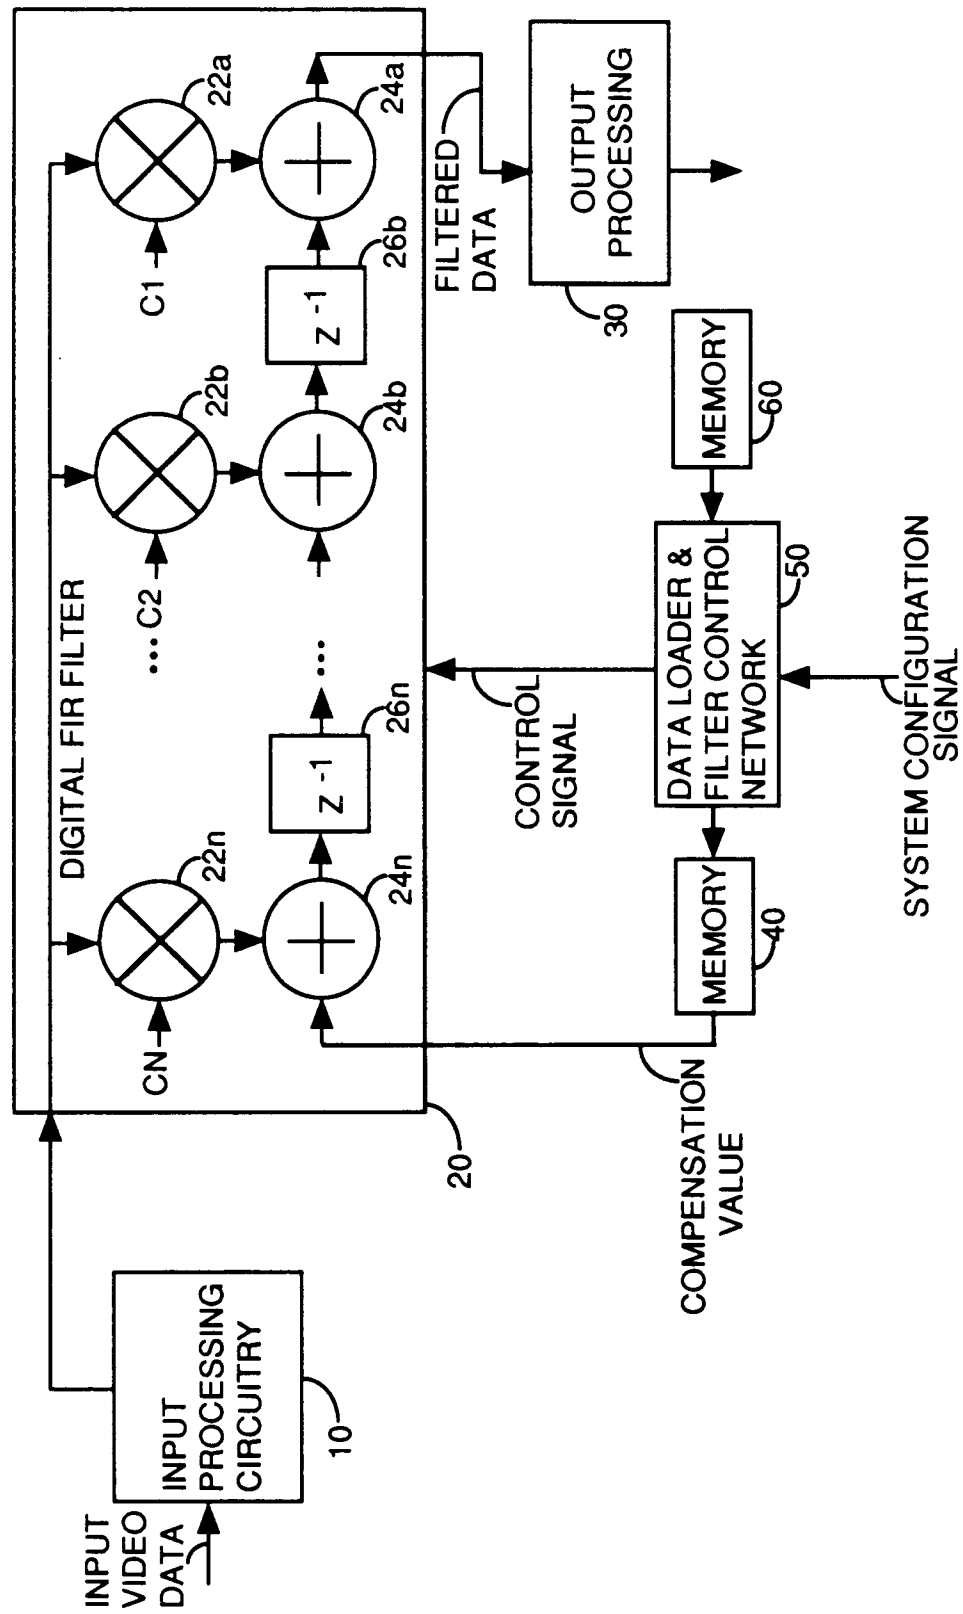 INPUT
VIDEO
DATA
INPUT
PROCESSING
CIRCUITRY
10
DIGITAL FIR FILTER
20
CN
22n
24n
Z -1
26n
...
...C2
22b
24b
Z -1
26b
C1
22a
24a
FILTERED
DATA
OUTPUT
PROCESSING
30
COMPENSATION
VALUE
MEMORY
40
CONTROL
SIGNAL
DATA LOADER &
FILTER CONTROL
NETWORK
50
MEMORY
60
SYSTEM CONFIGURATION
SIGNAL